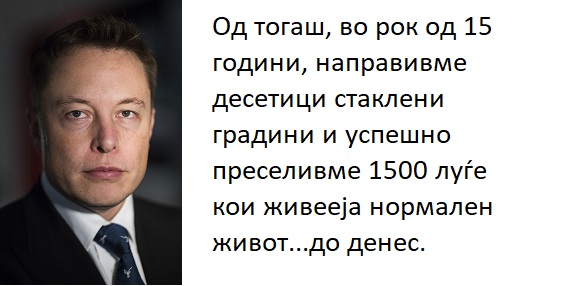 Од тогаш, во рок од 15
години, направивме
десетици стаклени
градини и успешно
преселивме 1500 луѓе
кои живееја нормален
живот...до денес.